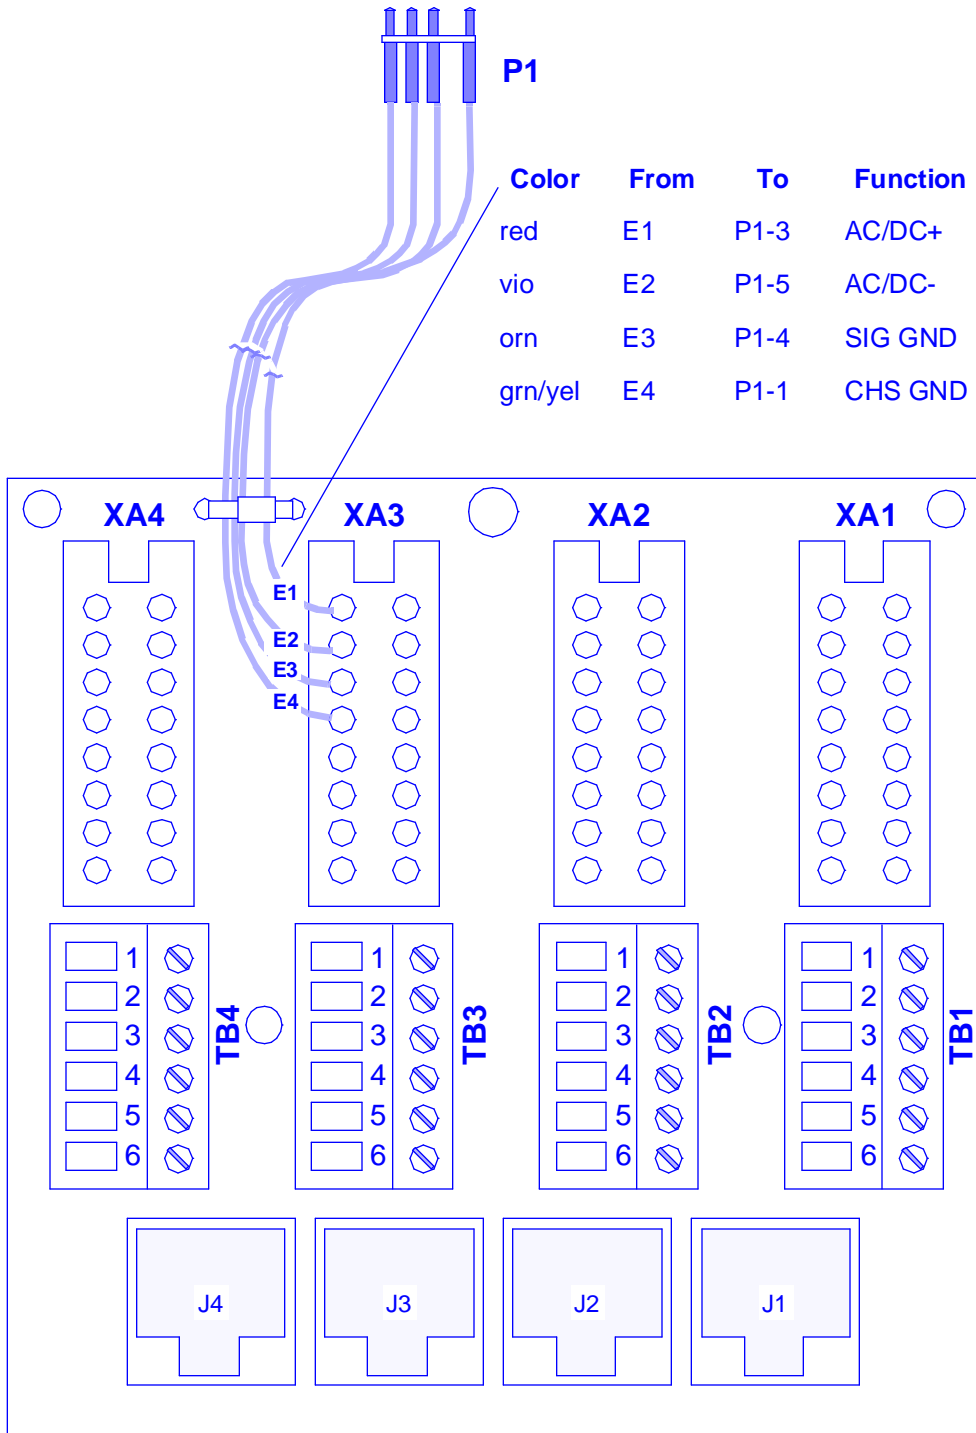 P1
Color From To Function
red E1 P1-3 AC/DC+
vio E2 P1-5 AC/DC-
orn E3 P1-4 SIG GND
grn/yel E4 P1-1 CHS GND
XA4 XA3 XA2 XA1
E1
E2
E3
E4
1 1 1 1
2 2 2 2
3 3 3 3
4 4 4 4
5 5 5 5
6 6 6 6
TB4 TB3 TB2 TB1
J4 J3 J2 J1